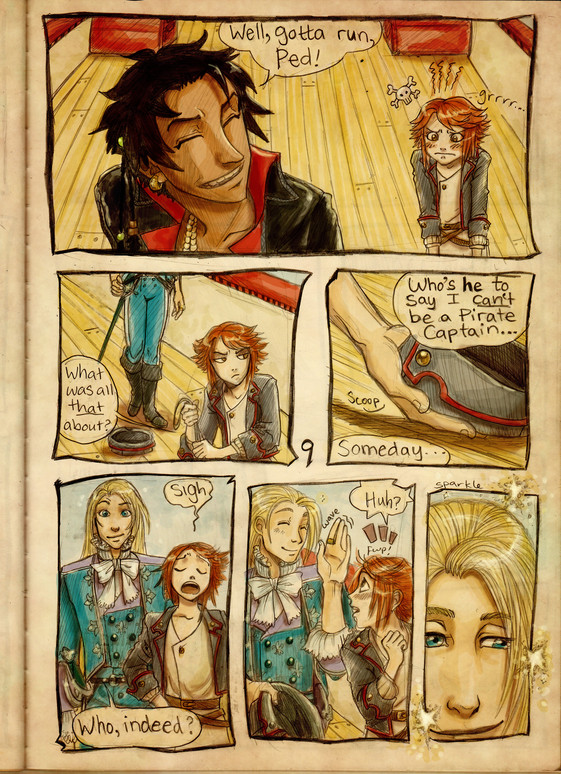 Well, gotta run,
Ped!
grrrr...
What
was all
that
about?
Who's he to
say I can't
be a Pirate
Captain...
Scoop
Someday...
9
Sigh
Who, indeed?
Huh?
wave
Fwp!
sparkle